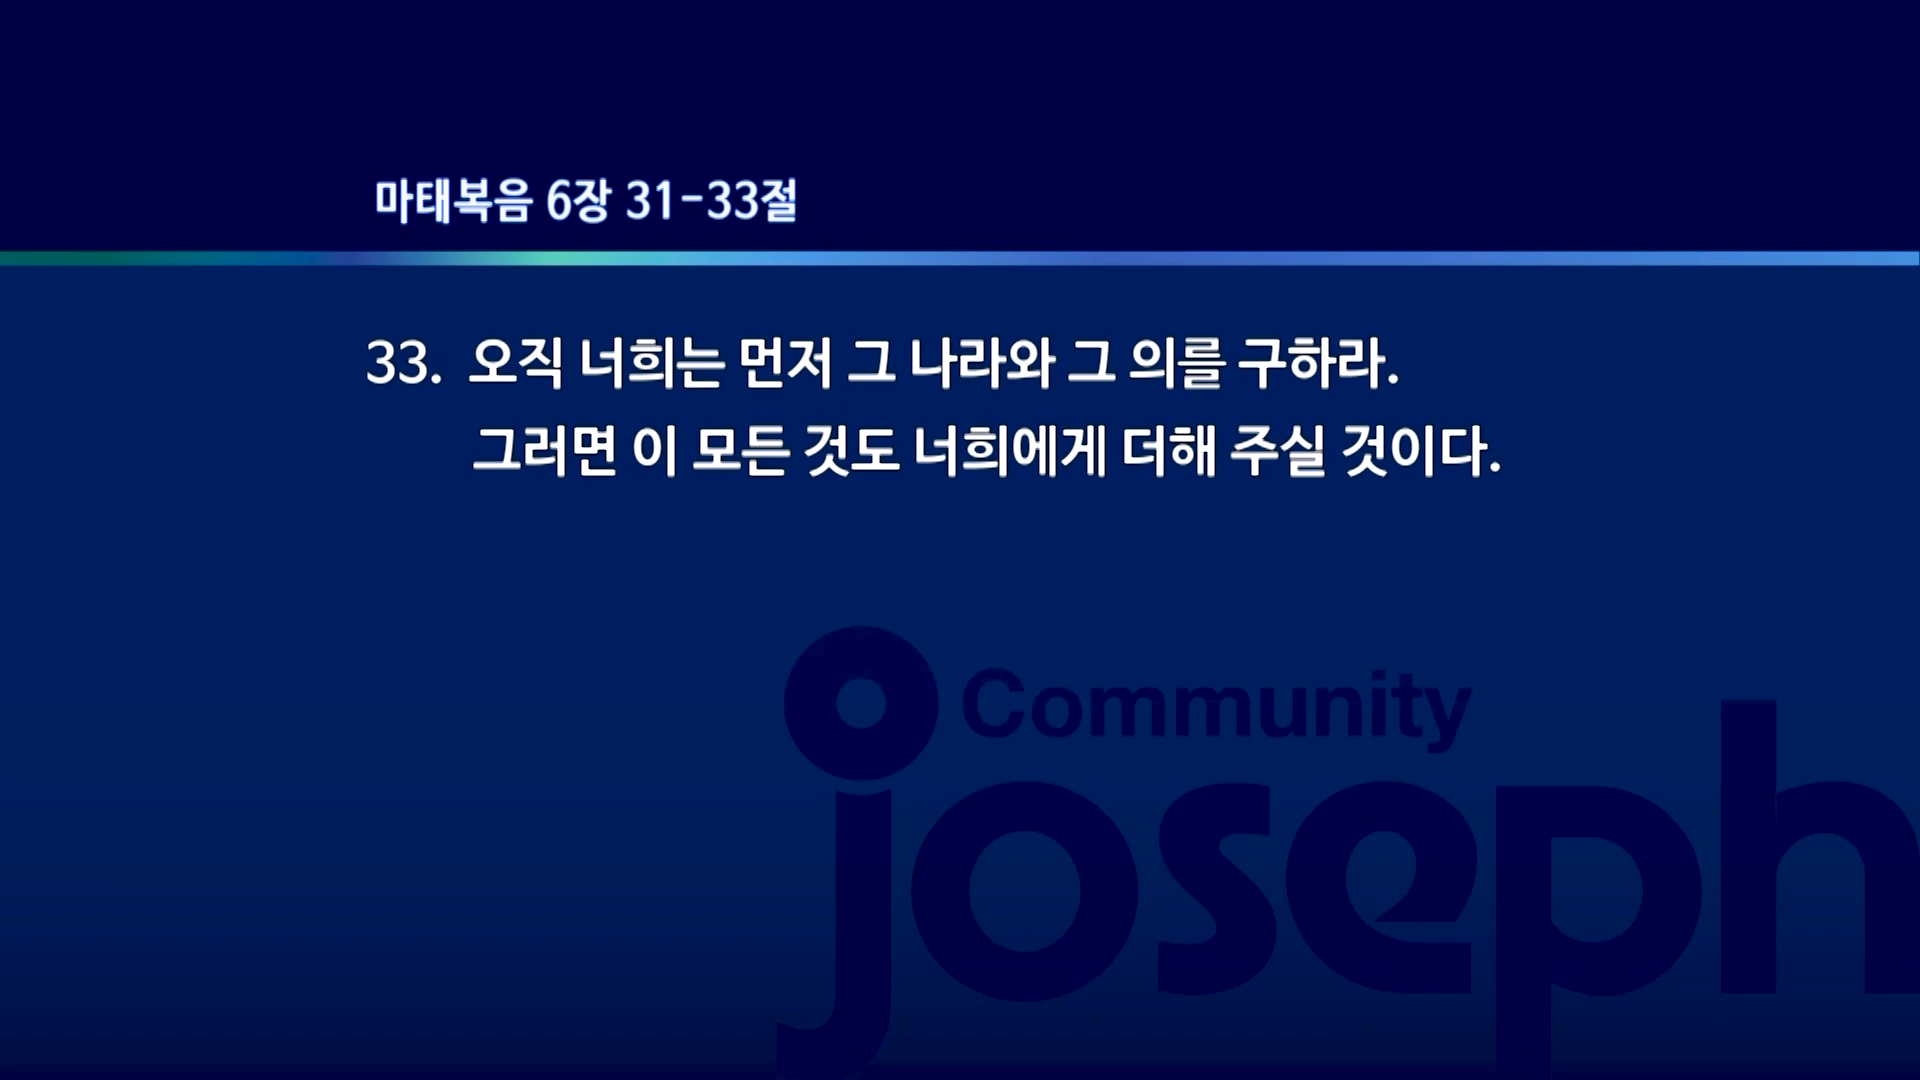 마태복음 6장 31-33절
33. 오직 너희는 먼저 그 나라와 그 의를 구하라.
그러면 이 모든 것도 너희에게 더해 주실 것이다.
Community
joseph